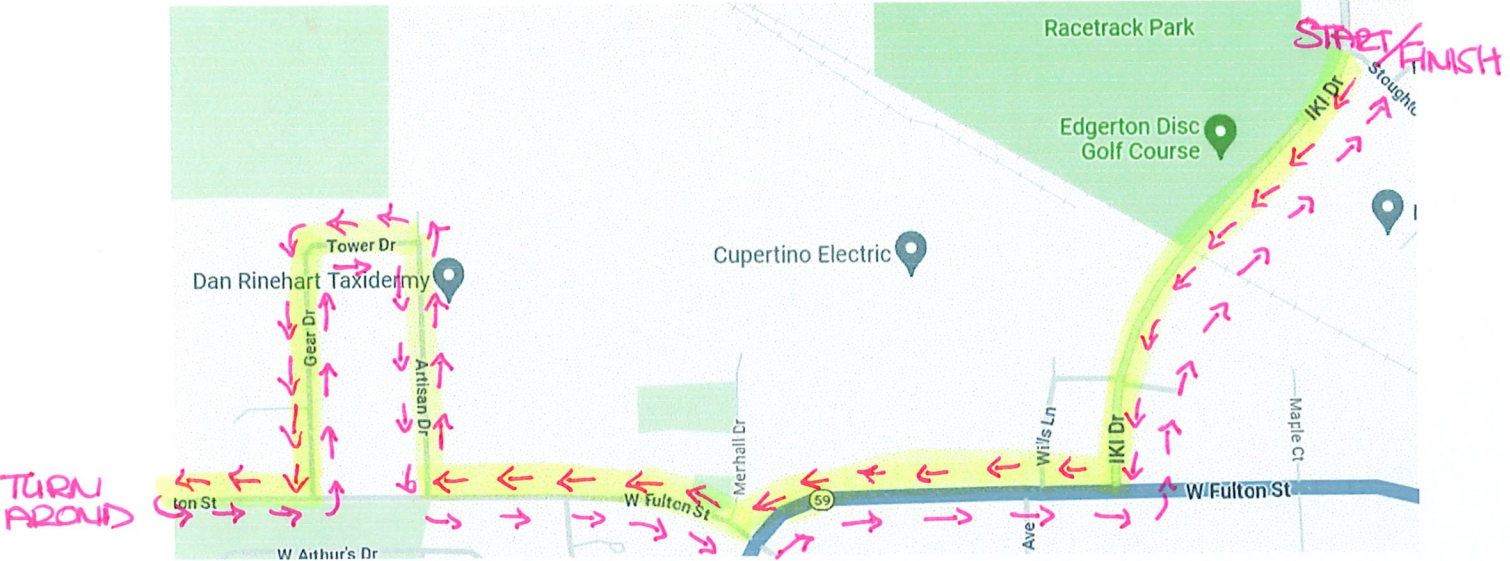 Racetrack Park
START/FINISH
IKI Dr
Edgerton Disc
Golf Course
Tower Dr
Cupertino Electric
Dan Rinehart Taxidermy
Gear Dr
Artisan Dr
Merhall Dr
Wills Ln
IKI Dr
Maple Ct
TURN
AROND
ton St
W Fulton St
59
W Fulton St
Ave
W Arthur's Dr